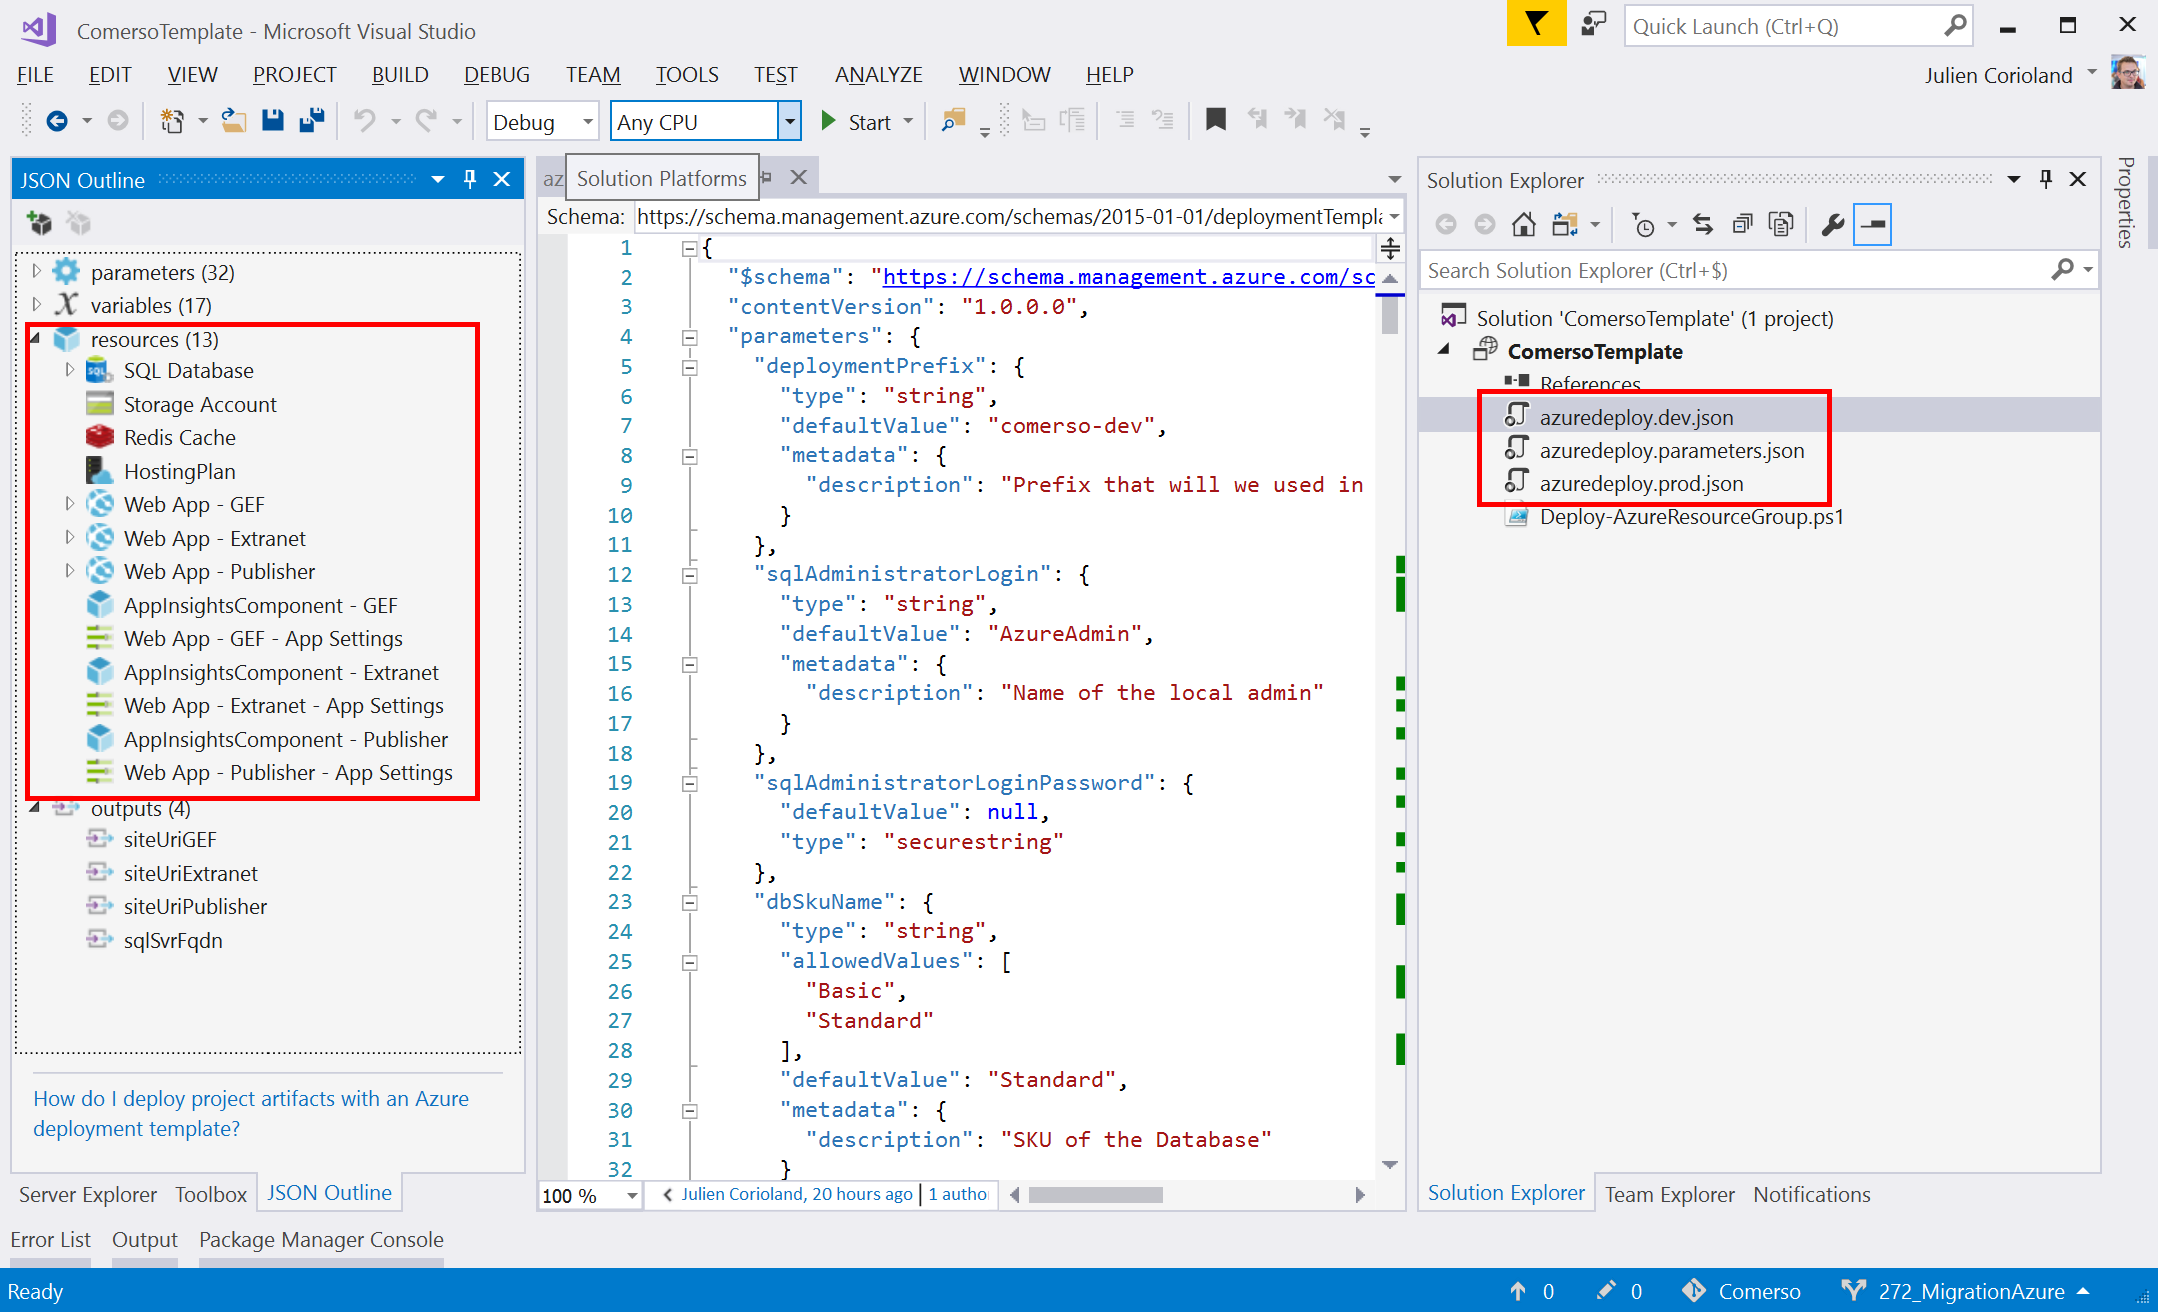 ComersoTemplate - Microsoft Visual Studio
Quick Launch (Ctrl+Q)
FILE EDIT VIEW PROJECT BUILD DEBUG TEAM TOOLS TEST ANALYZE WINDOW HELP
Julien Corioland
Debug Any CPU Start
JSON Outline
parameters (32)
variables (17)
resources (13)
SQL Database
Storage Account
Redis Cache
HostingPlan
Web App - GEF
Web App - Extranet
Web App - Publisher
AppInsightsComponent - GEF
Web App - GEF - App Settings
AppInsightsComponent - Extranet
Web App - Extranet - App Settings
AppInsightsComponent - Publisher
Web App - Publisher - App Settings
outputs (4)
siteUriGEF
siteUriExtranet
siteUriPublisher
sqlSvrFqdn
How do I deploy project artifacts with an Azure
deployment template?
Server Explorer Toolbox JSON Outline
az Solution Platforms
Schema: https://schema.management.azure.com/schemas/2015-01-01/deploymentTempla
1 {
2 "$schema": "https://schema.management.azure.com/sc
3 "contentVersion": "1.0.0.0",
4 "parameters": {
5 "deploymentPrefix": {
6 "type": "string",
7 "defaultValue": "comerso-dev",
8 "metadata": {
9 "description": "Prefix that will we used in
10 }
11 },
12 "sqlAdministratorLogin": {
13 "type": "string",
14 "defaultValue": "AzureAdmin",
15 "metadata": {
16 "description": "Name of the local admin"
17 }
18 },
19 "sqlAdministratorLoginPassword": {
20 "defaultValue": null,
21 "type": "securestring"
22 },
23 "dbSkuName": {
24 "type": "string",
25 "allowedValues": [
26 "Basic",
27 "Standard"
28 ],
29 "defaultValue": "Standard",
30 "metadata": {
31 "description": "SKU of the Database"
32 }
100 % Julien Corioland, 20 hours ago | 1 autho
Solution Explorer
Search Solution Explorer (Ctrl+$)
Solution 'ComersoTemplate' (1 project)
ComersoTemplate
References
azuredeploy.dev.json
azuredeploy.parameters.json
azuredeploy.prod.json
Deploy-AzureResourceGroup.ps1
Solution Explorer Team Explorer Notifications
Properties
Error List Output Package Manager Console
Ready 0 0 Comerso 272_MigrationAzure